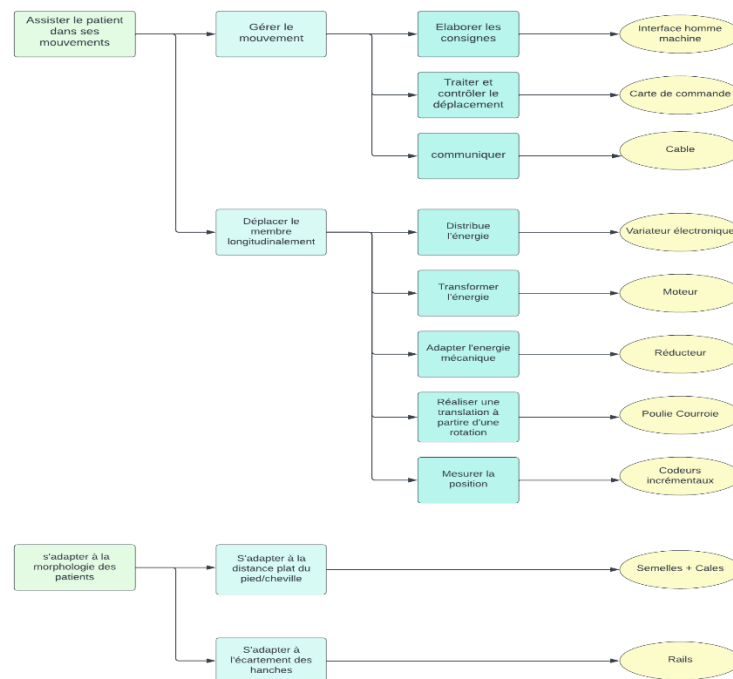 Assister le patient
dans ses
mouvements
Gérer le
mouvement
Elaborer les
consignes
Interface homme
machine
Traiter et
contrôler le
déplacement
Carte de commande
communiquer
Cable
Déplacer le
membre
longitudinalement
Distribue
l'énergie
Variateur électronique
Transformer
l'énergie
Moteur
Adapter l'energie
mécanique
Réducteur
Réaliser une
translation à
partire d'une
rotation
Poulie Courroie
Mesurer la
position
Codeurs
incrémentaux
s'adapter à la
morphologie des
patients
S'adapter à la
distance plat du
pied/cheville
Semelles + Cales
S'adapter à
l'écartement des
hanches
Rails